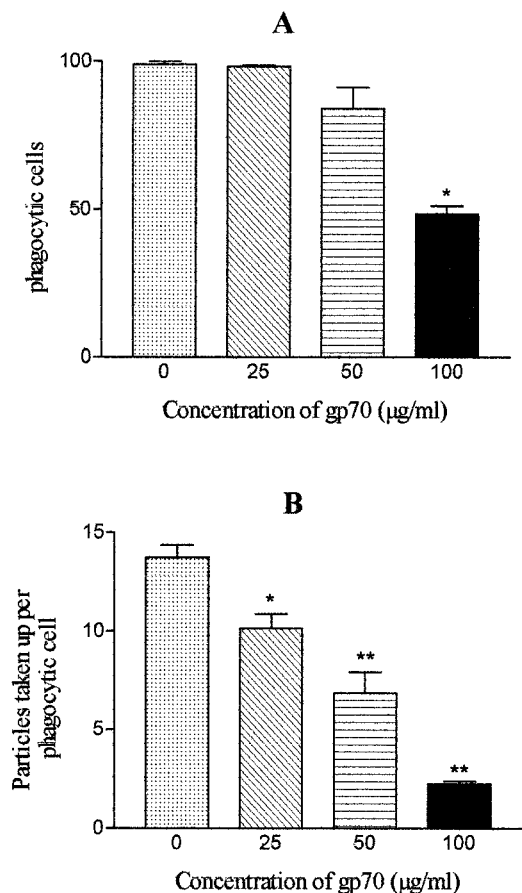 A
100
50
0
phagocytic cells
*
0 25 50 100
Concentration of gp70 (µg/ml)
B
15
10
5
0
Particles taken up per
phagocytic cell
*
**
**
0 25 50 100
Concentration of gp70 (µg/ml)